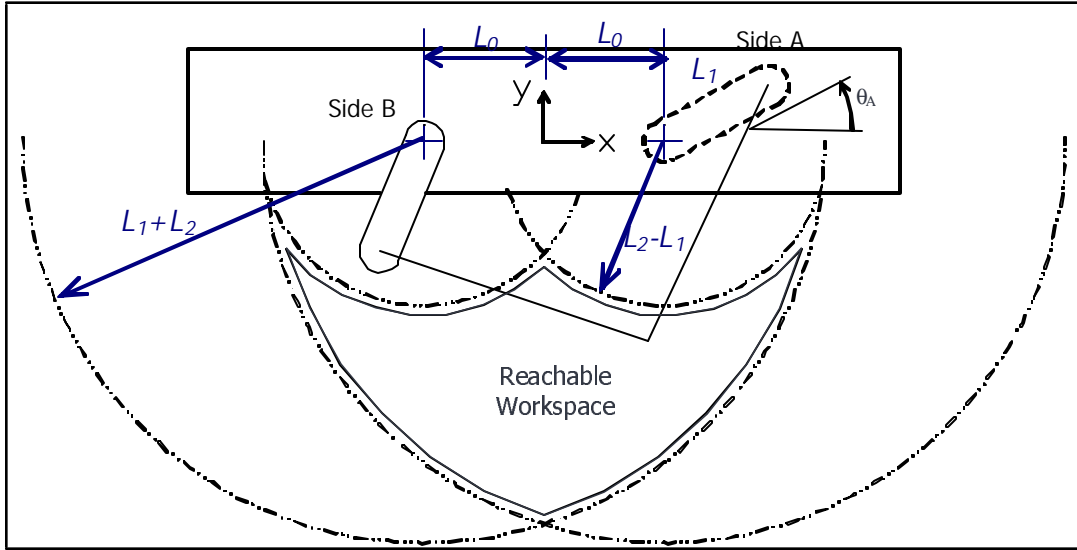 L0
L0
Side A
L1
Side B
y
θA
x
L1+L2
L2-L1
Reachable
Workspace